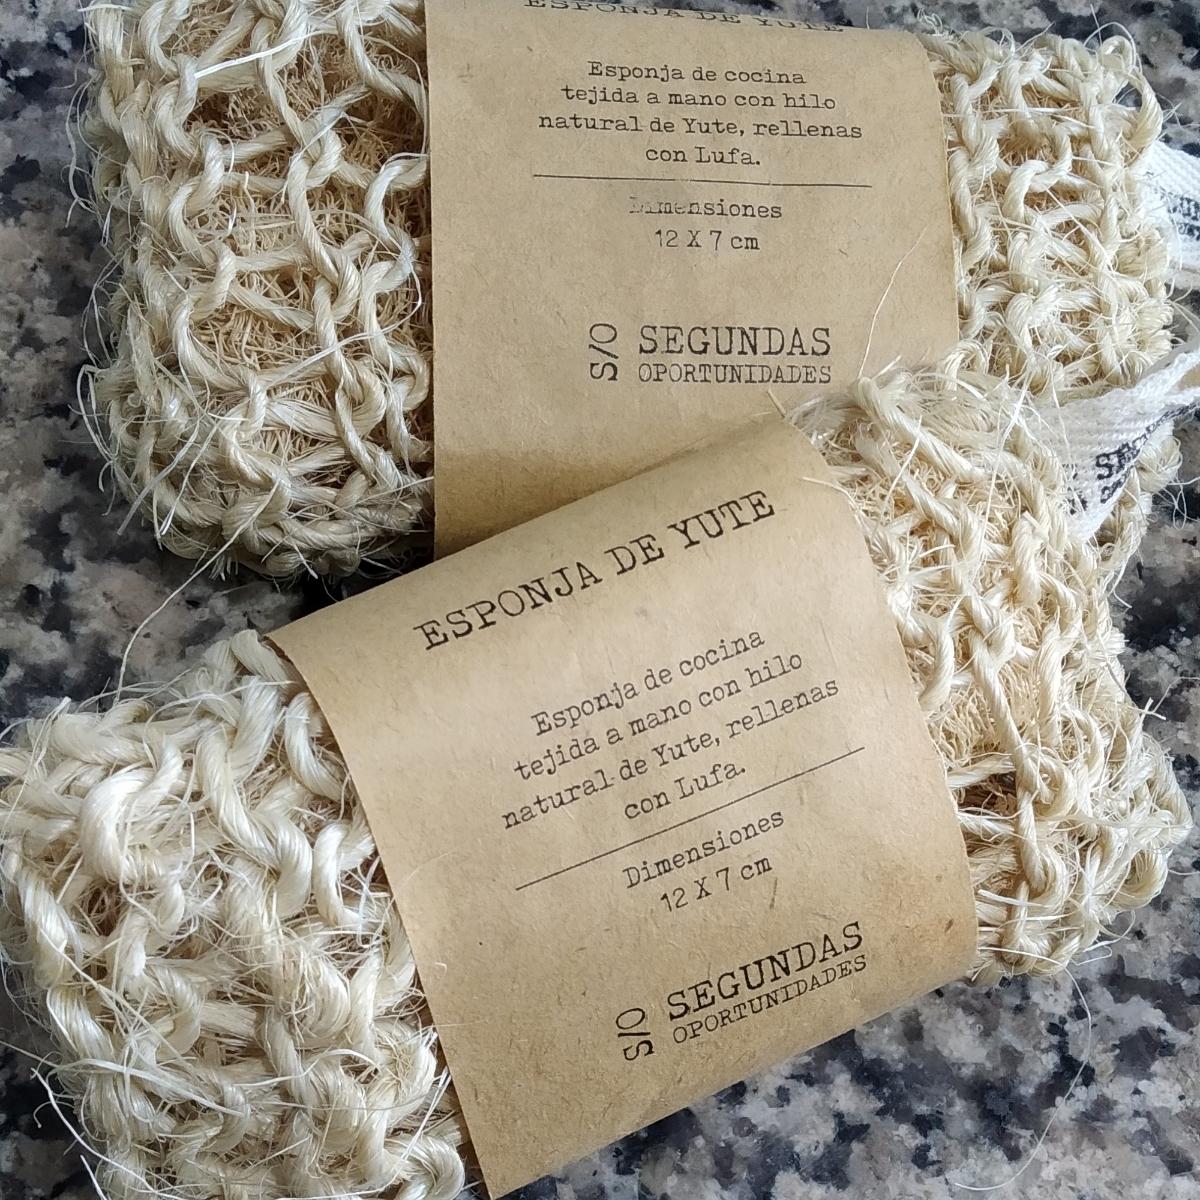 ESPONJA DE YUTE
Esponja de cocina
tejida a mano con hilo
natural de Yute, rellenas
con Lufa.
Dimensiones
12 X 7 cm
S/O SEGUNDAS
OPORTUNIDADES
ESPONJA DE YUTE
Esponja de cocina
tejida a mano con hilo
natural de Yute, rellenas
con Lufa.
Dimensiones
12 X 7 cm
S/O SEGUNDAS
OPORTUNIDADES